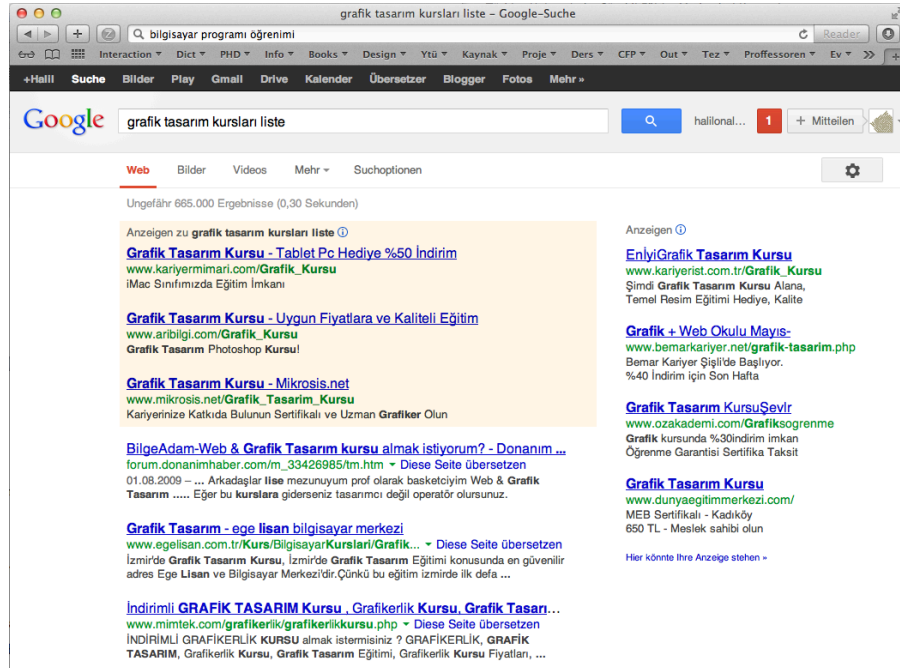 grafik tasarım kursları liste – Google-Suche
bilgisayar programı öğrenimi
Reader
Interaction Dict PHD Info Books Design Ytü Kaynak Proje Ders CFP Out Tez Proffessoren Ev
+Halil Suche Bilder Play Gmail Drive Kalender Übersetzer Blogger Fotos Mehr »
Google
grafik tasarım kursları liste
halilonal... 1 + Mitteilen
Web Bilder Videos Mehr Suchoptionen
Ungefähr 665.000 Ergebnisse (0,30 Sekunden)
Anzeigen zu grafik tasarım kursları liste
Grafik Tasarım Kursu - Tablet Pc Hediye %50 İndirim
www.kariyermimari.com/Grafik_Kursu
iMac Sınıfımızda Eğitim İmkanı
Grafik Tasarım Kursu - Uygun Fiyatlara ve Kaliteli Eğitim
www.aribilgi.com/Grafik_Kursu
Grafik Tasarım Photoshop Kursu!
Grafik Tasarım Kursu - Mikrosis.net
www.mikrosis.net/Grafik_Tasarim_Kursu
Kariyerinize Katkıda Bulunun Sertifikalı ve Uzman Grafiker Olun
BilgeAdam-Web & Grafik Tasarım kursu almak istiyorum? - Donanım ...
forum.donanimhaber.com/m_33426985/tm.htm Diese Seite übersetzen
01.08.2009 – ... Arkadaşlar lise mezunuyum prof olarak basketciyim Web & Grafik
Tasarım ..... Eğer bu kurslara giderseniz tasarımcı değil operatör olursunuz.
Grafik Tasarım - ege lisan bilgisayar merkezi
www.egelisan.com.tr/Kurs/BilgisayarKurslari/Grafik... Diese Seite übersetzen
İzmir'de Grafik Tasarım Kursu, İzmir'de Grafik Tasarım Eğitimi konusunda en güvenilir
adres Ege Lisan ve Bilgisayar Merkezi'dir.Çünkü bu eğitim izmirde ilk defa ...
İndirimli GRAFİK TASARIM Kursu , Grafikerlik Kursu, Grafik Tasarı...
www.mimtek.com/grafikerlik/grafikerlikkursu.php Diese Seite übersetzen
İNDİRİMLİ GRAFİKERLİK KURSU almak istermisiniz ? GRAFİKERLİK, GRAFİK
TASARIM, Grafikerlik Kursu, Grafik Tasarım Eğitimi, Grafikerlik Kursu Fiyatları, ...
Anzeigen
EnİyiGrafik Tasarım Kursu
www.kariyerist.com.tr/Grafik_Kursu
Şimdi Grafik Tasarım Kursu Alana,
Temel Resim Eğitimi Hediye, Kalite
Grafik + Web Okulu Mayıs-
www.bemarkariyer.net/grafik-tasarim.php
Bemar Kariyer Şişli'de Başlıyor.
%40 İndirim için Son Hafta
Grafik Tasarım KursuŞevlr
www.ozakademi.com/Grafiksogrenme
Grafik kursunda %30indirim imkan
Öğrenme Garantisi Sertifika Taksit
Grafik Tasarım Kursu
www.dunyaegitimmerkezi.com/
MEB Sertifikalı - Kadıköy
650 TL - Meslek sahibi olun
Hier könnte Ihre Anzeige stehen »